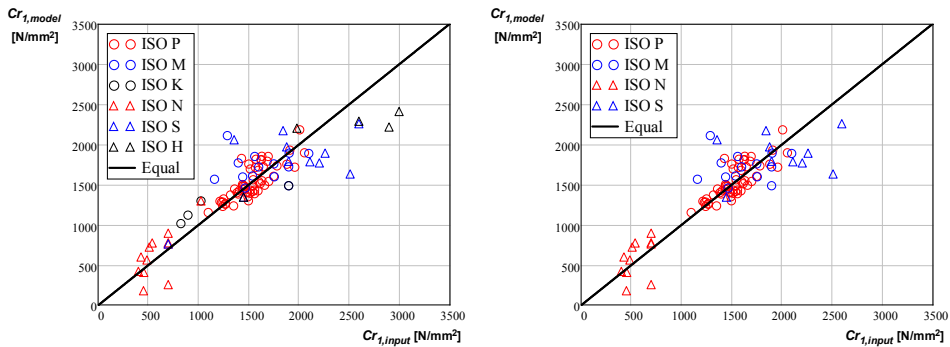 Cr1,model
[N/mm²]
3500
3000
2500
2000
1500
1000
500
0
ISO P
ISO M
ISO K
ISO N
ISO S
ISO H
Equal
0 500 1000 1500 2000 2500 3000 3500
Cr1,input [N/mm²]
Cr1,model
[N/mm²]
3500
3000
2500
2000
1500
1000
500
0
ISO P
ISO M
ISO N
ISO S
Equal
0 500 1000 1500 2000 2500 3000 3500
Cr1,input [N/mm²]